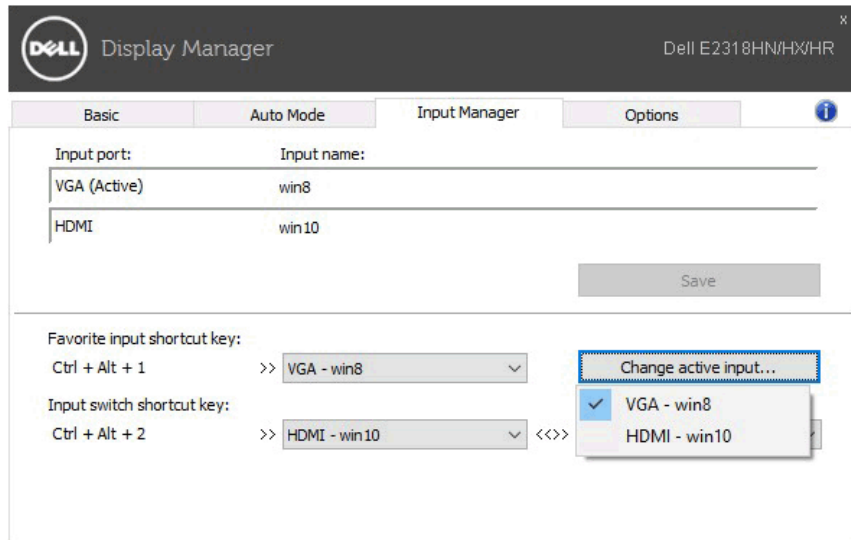 x
DELL Display Manager Dell E2318HN/HX/HR
Basic Auto Mode Input Manager Options i
Input port: Input name:
VGA (Active) win8
HDMI win10
Save
Favorite input shortcut key:
Ctrl + Alt + 1 >> VGA - win8 Change active input...
Input switch shortcut key: VGA - win8
Ctrl + Alt + 2 >> HDMI - win10 <<>> HDMI - win10